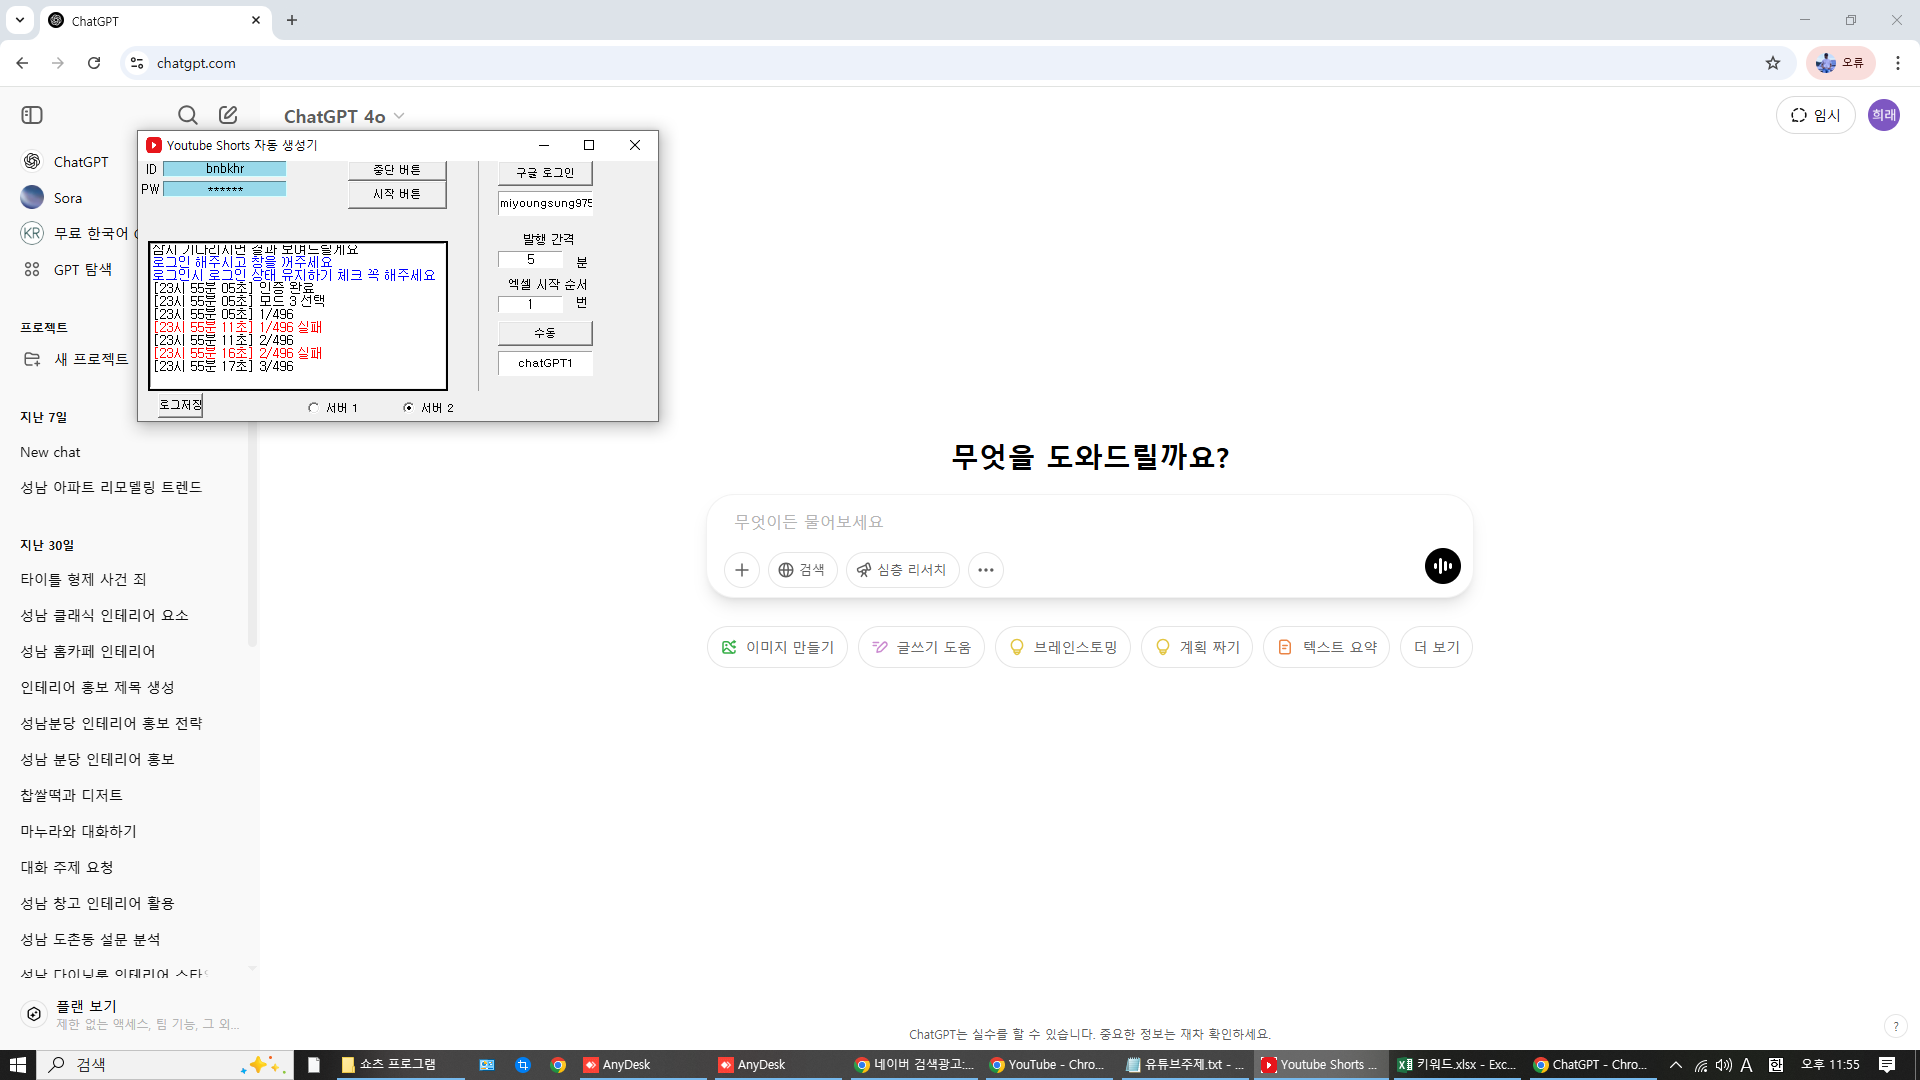 ChatGPT
chatgpt.com
오류
ChatGPT 4o
임시
희래
ChatGPT
Sora
KR 무료 한국어
GPT 탐색
프로젝트
새 프로젝트
지난 7일
New chat
성남 아파트 리모델링 트렌드
지난 30일
타이틀 형제 사건 죄
성남 클래식 인테리어 요소
성남 홈카페 인테리어
인테리어 홍보 제목 생성
성남분당 인테리어 홍보 전략
성남 분당 인테리어 홍보
찹쌀떡과 디저트
마누라와 대화하기
대화 주제 요청
성남 창고 인테리어 활용
성남 도촌동 설문 분석
성남 다이닝룸 인테리어 스타일
플랜 보기
제한 없는 액세스, 팀 기능, 그 외...
Youtube Shorts 자동 생성기
ID bnbkhr
PW ******
중단 버튼
시작 버튼
잠시 기다리시면 결과 보여드릴게요
로그인 해주시고 창을 꺼주세요
로그인시 로그인 상태 유지하기 체크 꼭 해주세요
[23시 55분 05초] 인증 완료
[23시 55분 05초] 모드 3 선택
[23시 55분 05초] 1/496
[23시 55분 11초] 1/496 실패
[23시 55분 11초] 2/496
[23시 55분 16초] 2/496 실패
[23시 55분 17초] 3/496
로그저장
서버 1
서버 2
구글 로그인
miyoungsung975
발행 간격
5 분
엑셀 시작 순서
1 번
수동
chatGPT1
무엇을 도와드릴까요?
무엇이든 물어보세요
검색
심층 리서치
이미지 만들기
글쓰기 도움
브레인스토밍
계획 짜기
텍스트 요약
더 보기
ChatGPT는 실수를 할 수 있습니다. 중요한 정보는 재차 확인하세요.
?
검색
쇼츠 프로그램
AnyDesk
AnyDesk
네이버 검색광고:...
YouTube - Chro...
유튜브주제.txt - ...
Youtube Shorts ...
키워드.xlsx - Exc...
ChatGPT - Chro...
A
한
오후 11:55